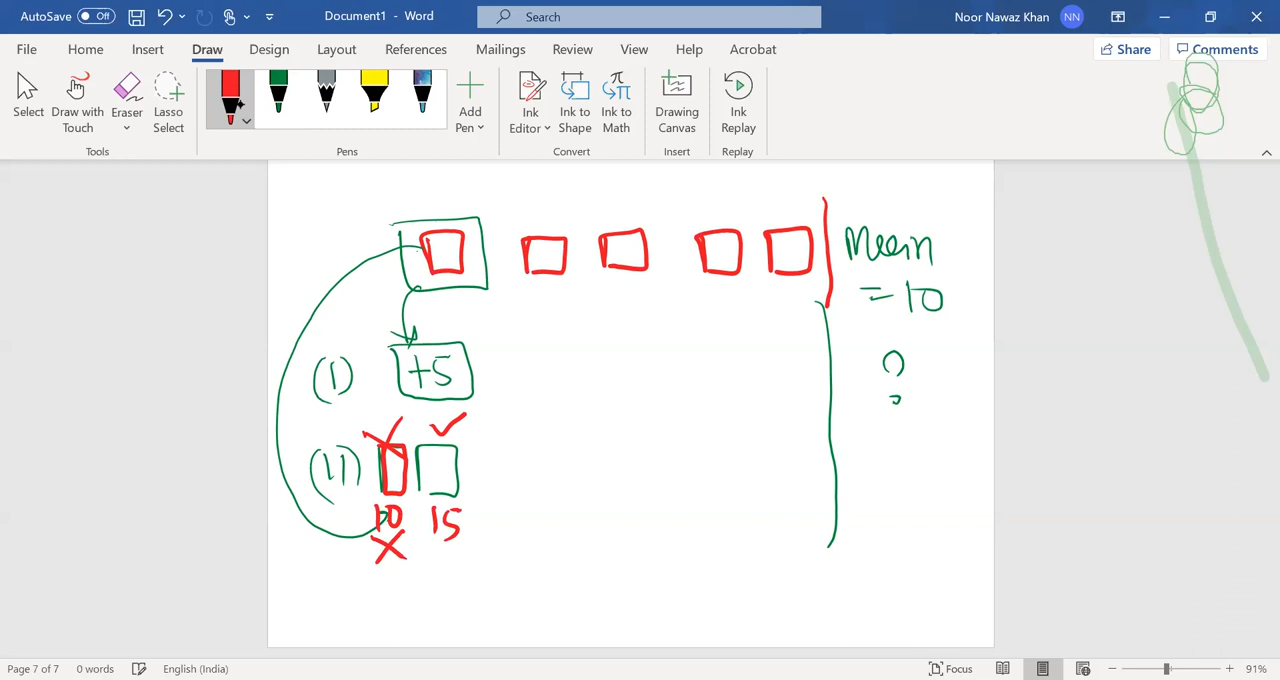 AutoSave Off Document1 - Word Search Noor Nawaz Khan NN
File Home Insert Draw Design Layout References Mailings Review View Help Acrobat Share Comments
Select Draw with Touch Eraser Lasso Select Add Pen Ink Editor Ink to Shape Ink to Math Drawing Canvas Ink Replay
Tools Pens Convert Insert Replay
Mean
= 10
(I) +5
(II)
10 15
Page 7 of 7 0 words English (India) Focus 91%